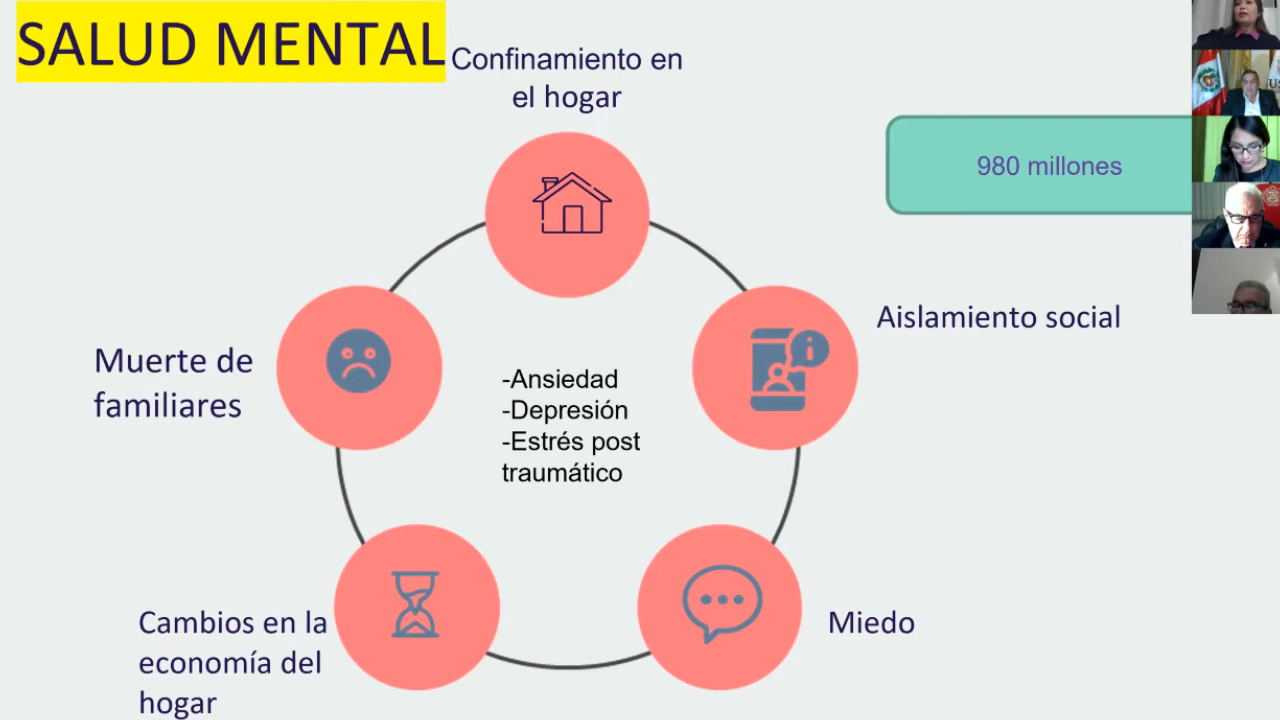 SALUD MENTAL
Confinamiento en
el hogar
980 millones
Aislamiento social
Muerte de
familiares
-Ansiedad
-Depresión
-Estrés post
traumático
Cambios en la
economía del
hogar
Miedo